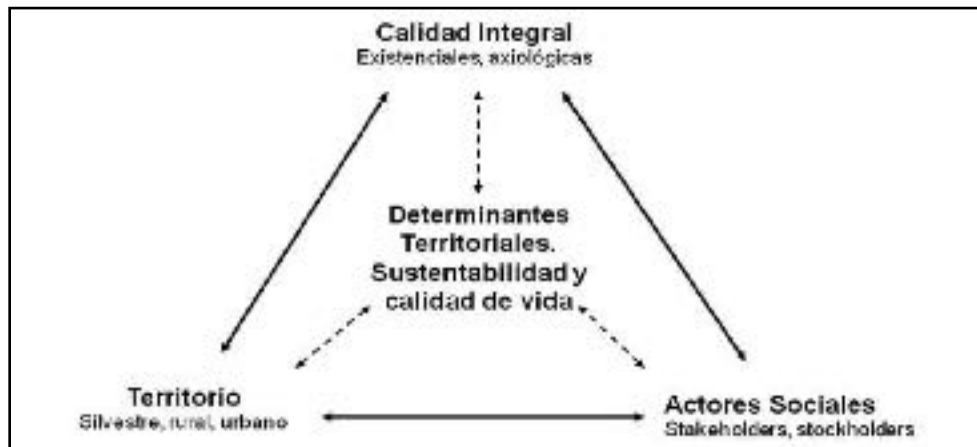 Calidad Integral
Existenciales, axiológicas
Determinantes
Territoriales.
Sustentabilidad y
calidad de vida
Territorio
Silvestre, rural, urbano
Actores Sociales
Stakeholders, stockholders